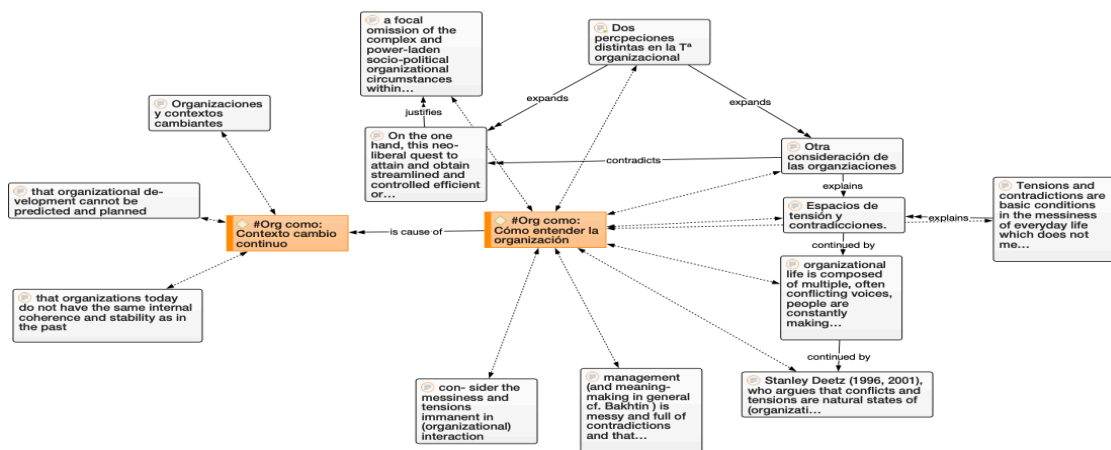 a focal
omission of the
complex and
power-laden
socio-political
organizational
circumstances
within…
Dos
percpeciones
distintas en la Tª
organizacional
expands
expands
justifies
Organizaciones
y contextos
cambiantes
On the one
hand, this neo-
liberal quest to
attain and obtain
streamlined and
controlled efficient
or…
contradicts
Otra
consideración de
las organziaciones
explains
that organizational de-
velopment cannot be
predicted and planned
#Org como:
Contexto cambio
continuo
is cause of
#Org como:
Cómo entender la
organización
Espacios de
tensión y
contradicciones.
explains
Tensions and
contradictions are
basic conditions
in the messiness
of everyday life
which does not
me…
continued by
that organizations today
do not have the same internal
coherence and stability as in
the past
organizational
life is composed
of multiple, often
conflicting voices,
people are
constantly
making…
continued by
con- sider the
messiness and
tensions
immanent in
(organizational)
interaction
management
(and meaning-
making in general
cf. Bakhtin ) is
messy and full of
contradictions
and that…
Stanley Deetz (1996, 2001),
who argues that conflicts and
tensions are natural states of
(organizati…